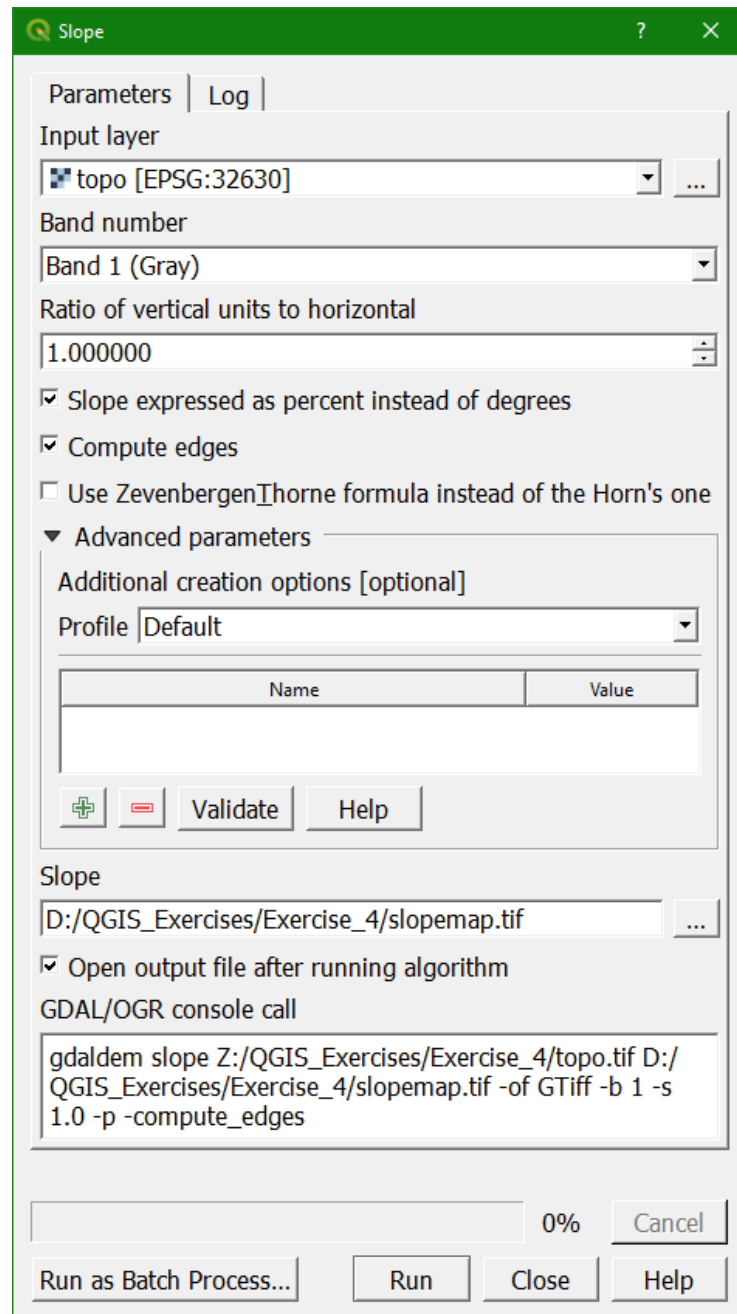 Slope ? ×
Parameters Log
Input layer
topo [EPSG:32630] ...
Band number
Band 1 (Gray)
Ratio of vertical units to horizontal
1.000000
Slope expressed as percent instead of degrees
Compute edges
Use ZevenbergenThorne formula instead of the Horn's one
Advanced parameters
Additional creation options [optional]
Profile Default
Name Value
Validate Help
Slope
D:/QGIS_Exercises/Exercise_4/slopemap.tif ...
Open output file after running algorithm
GDAL/OGR console call
gdaldem slope Z:/QGIS_Exercises/Exercise_4/topo.tif D:/
QGIS_Exercises/Exercise_4/slopemap.tif -of GTiff -b 1 -s
1.0 -p -compute_edges
0% Cancel
Run as Batch Process... Run Close Help